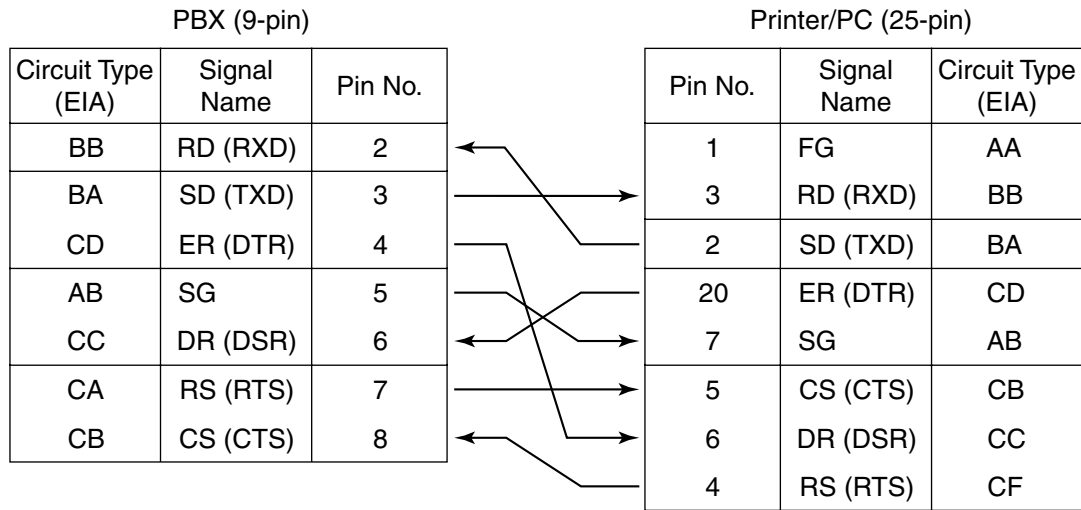 PBX (9-pin)
Circuit Type (EIA) Signal Name Pin No.
BB RD (RXD) 2
BA SD (TXD) 3
CD ER (DTR) 4
AB SG 5
CC DR (DSR) 6
CA RS (RTS) 7
CB CS (CTS) 8
Printer/PC (25-pin)
Pin No. Signal Name Circuit Type (EIA)
1 FG AA
3 RD (RXD) BB
2 SD (TXD) BA
20 ER (DTR) CD
7 SG AB
5 CS (CTS) CB
6 DR (DSR) CC
4 RS (RTS) CF